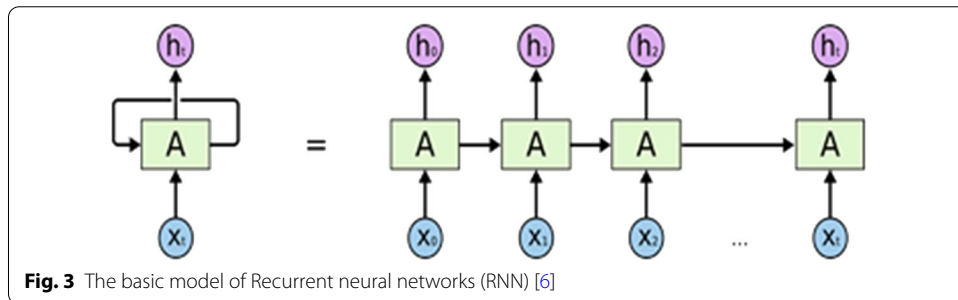 hₜ h₀ h₁ h₂ hₜ
A = A A A A
xₜ x₀ x₁ x₂ ... xₜ
Fig. 3 The basic model of Recurrent neural networks (RNN) [6]